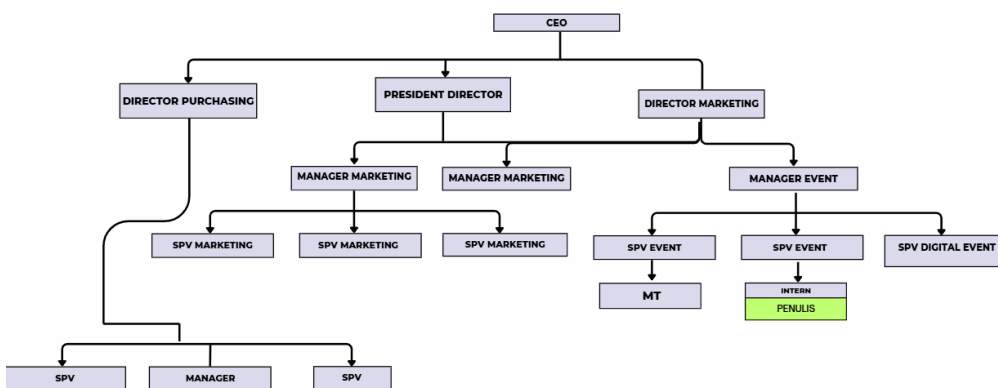 CEO
DIRECTOR PURCHASING
PRESIDENT DIRECTOR
DIRECTOR MARKETING
MANAGER MARKETING
MANAGER MARKETING
MANAGER EVENT
SPV MARKETING
SPV MARKETING
SPV MARKETING
SPV EVENT
SPV EVENT
SPV DIGITAL EVENT
MT
INTERN
PENULIS
SPV
MANAGER
SPV